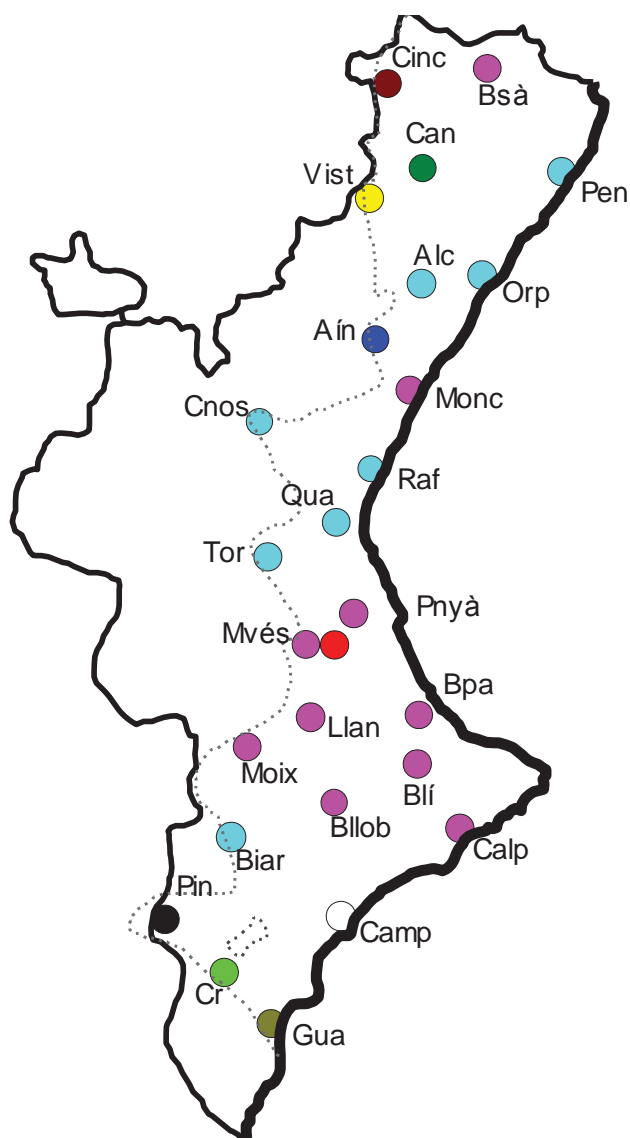 Cinc
Bsà
Can
Vist
Pen
Alc
Orp
Aín
Monc
Cnos
Raf
Qua
Tor
Pnyà
Mvés
Bpa
Llan
Moix
Blí
Bllob
Calp
Biar
Pin
Camp
Cr
Gua